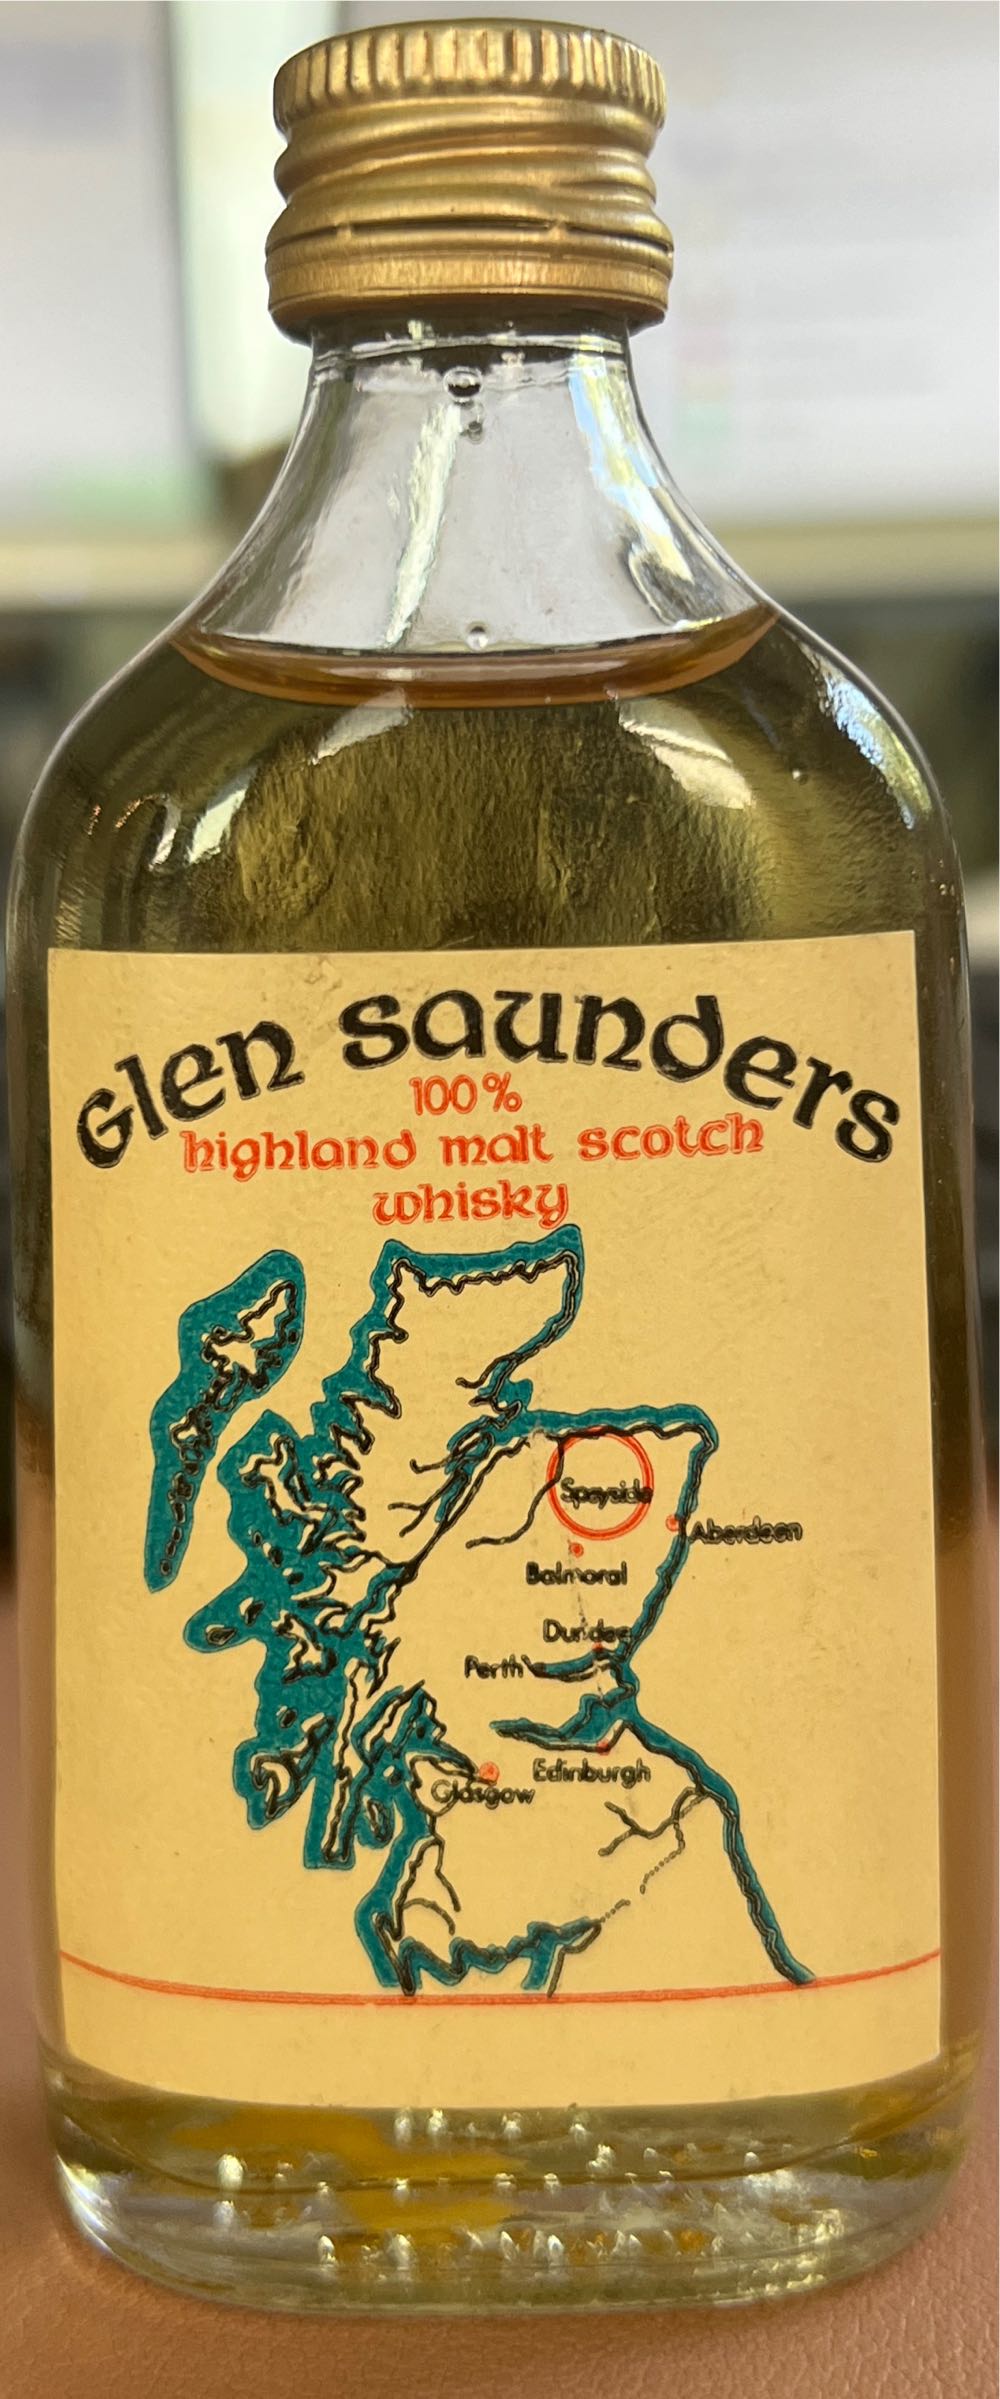 Glen Saunders
100%
highland malt scotch
whisky
Speyside
Aberdeen
Balmoral
Dundee
Perth
Edinburgh
Glasgow